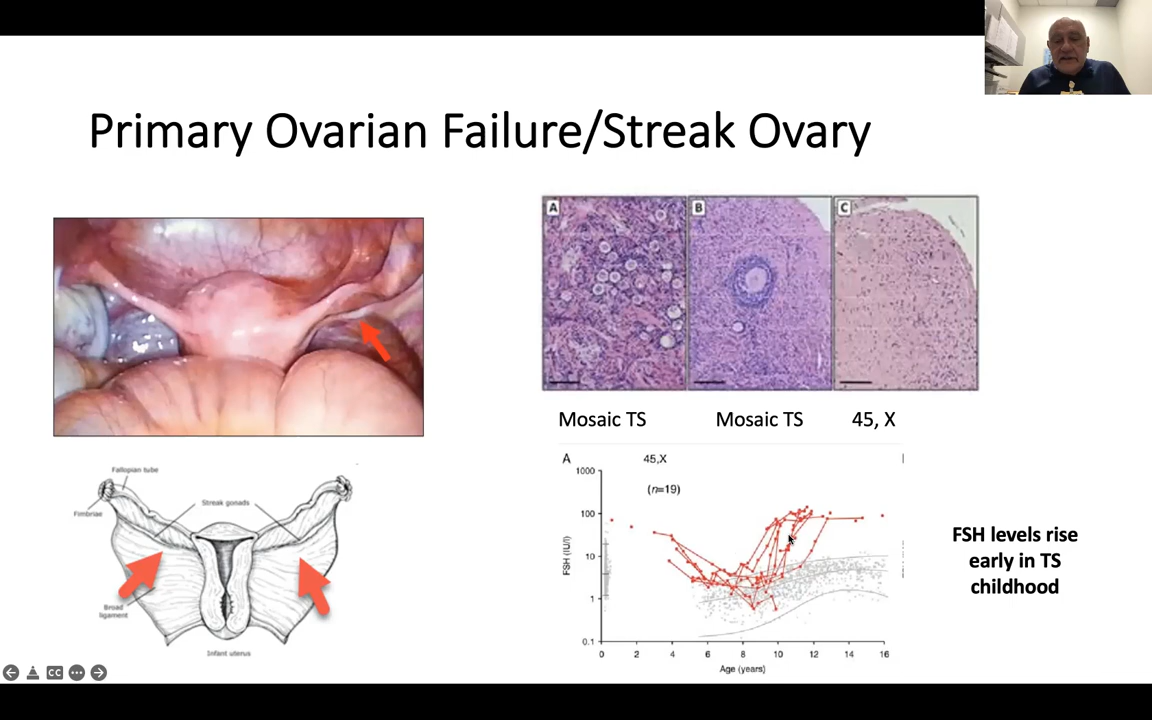 Primary Ovarian Failure/Streak Ovary
A
B
C
Mosaic TS
Mosaic TS
45, X
Fallopian tube
Fimbriae
Streak gonads
Broad
ligament
Infant uterus
A
45,X
(n=19)
1000
100
10
1
0.1
FSH (IU/l)
0 2 4 6 8 10 12 14 16
Age (years)
FSH levels rise
early in TS
childhood
CC